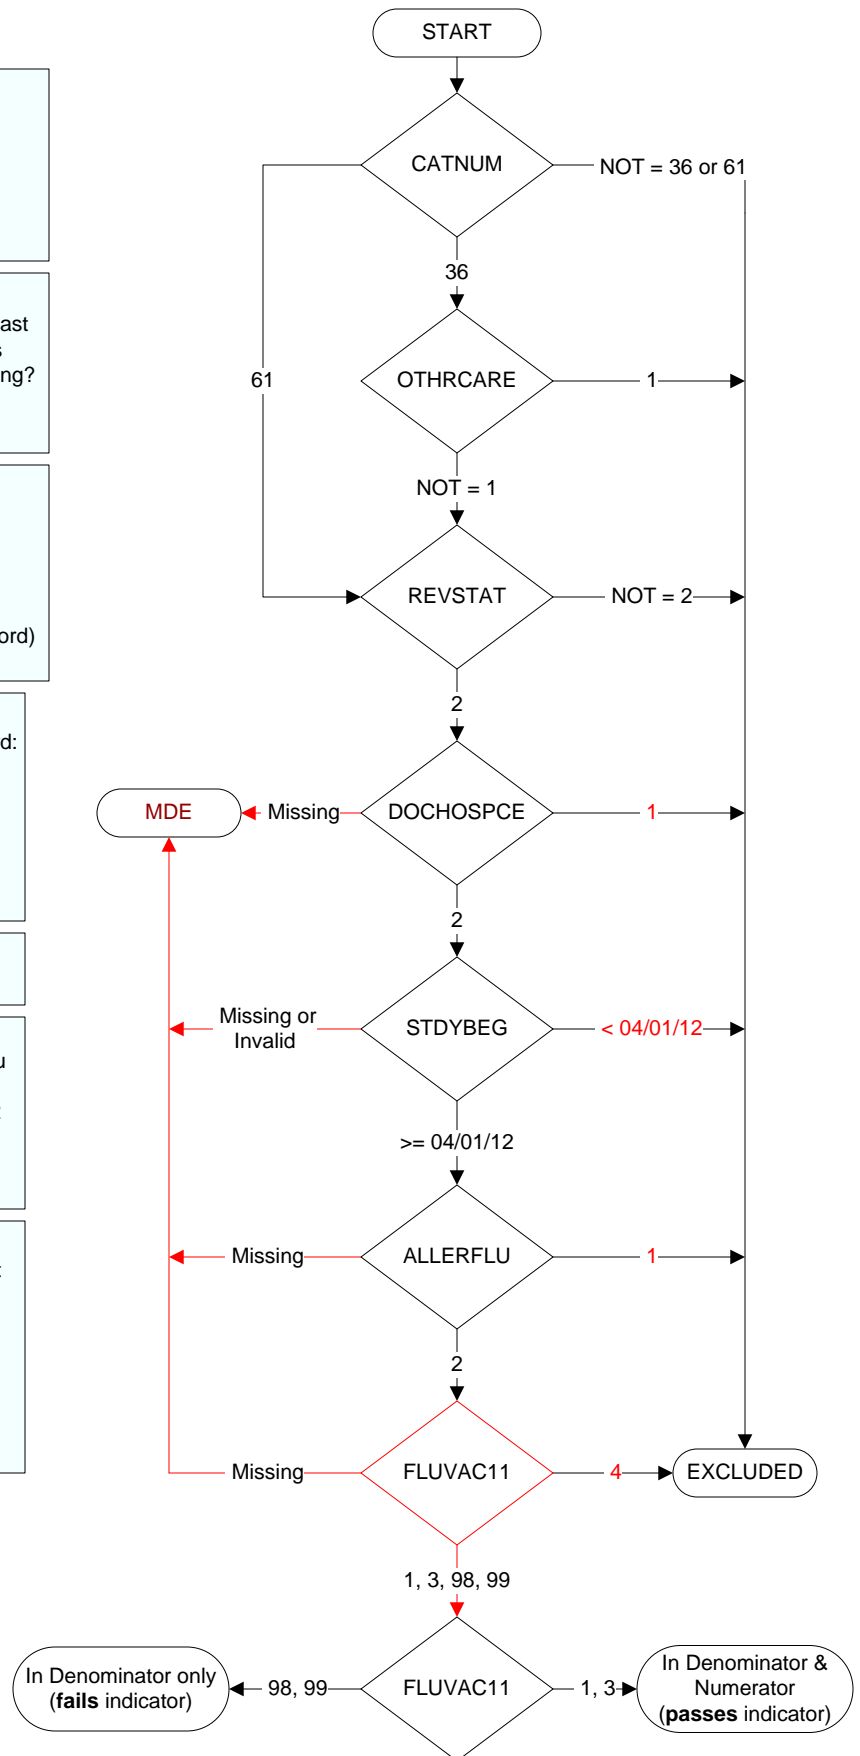 START
CATNUM
NOT = 36 or 61
36
ast
s
ng?
61
OTHRCARE
1
NOT = 1
REVSTAT
NOT = 2
ord)
2
d:
MDE
Missing
DOCHOSPCE
1
2
Missing or
Invalid
STDYBEG
< 04/01/12
u
>= 04/01/12
Missing
ALLERFLU
1
2
Missing
FLUVAC11
4
EXCLUDED
1, 3, 98, 99
In Denominator only
(fails indicator)
98, 99
FLUVAC11
1, 3
In Denominator &
Numerator
(passes indicator)